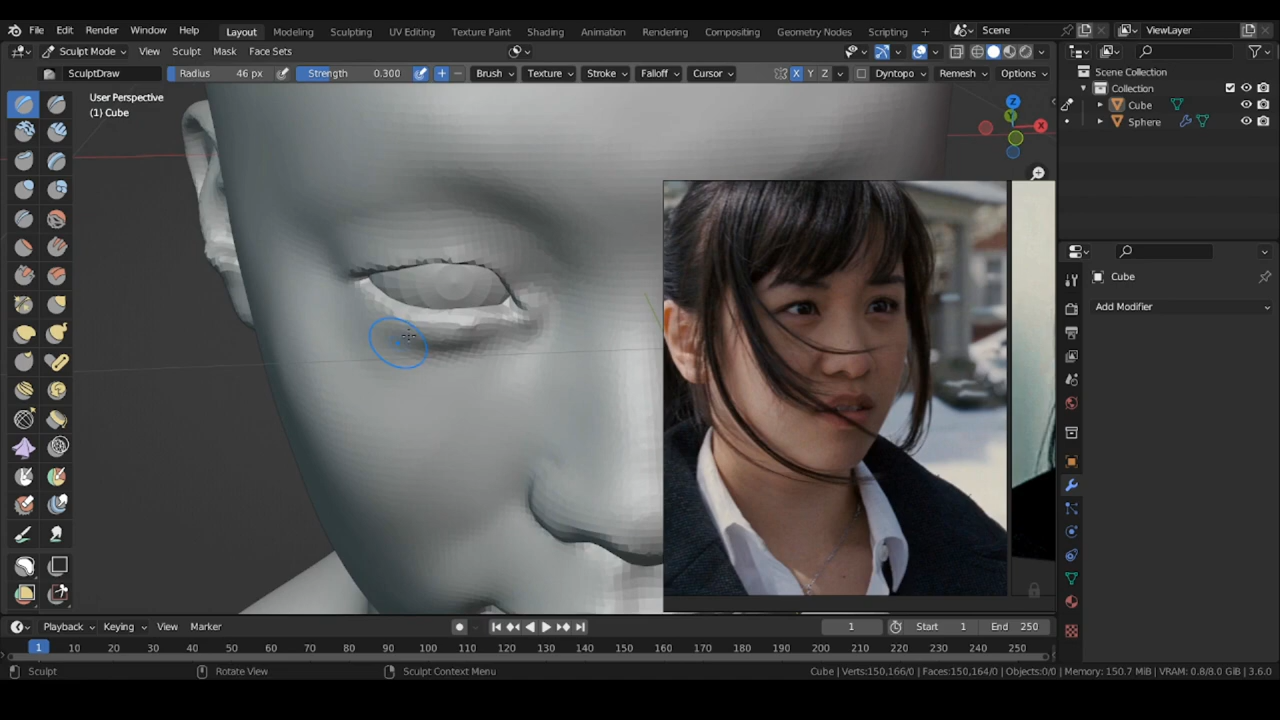 File Edit Render Window Help Layout Modeling Sculpting UV Editing Texture Paint Shading Animation Rendering Compositing Geometry Nodes Scripting + Scene ViewLayer
Sculpt Mode View Sculpt Mask Face Sets
SculptDraw Radius 46 px Strength 0.300 Brush Texture Stroke Falloff Cursor X Y Z Dyntopo Remesh Options
User Perspective
(1) Cube
Z
Y
X
Scene Collection
Collection
Cube
Sphere
Cube
Add Modifier
Playback Keying View Marker 1 Start 1 End 250
1 10 20 30 40 50 60 70 80 90 100 110 120 130 140 150 160 170 180 190 200 210 220 230 240 250
Sculpt Rotate View Sculpt Context Menu Cube | Verts:150,166/0 | Faces:150,164/0 | Objects:0/0 | Memory: 150.7 MiB | VRAM: 0.8/8.0 GiB | 3.6.0